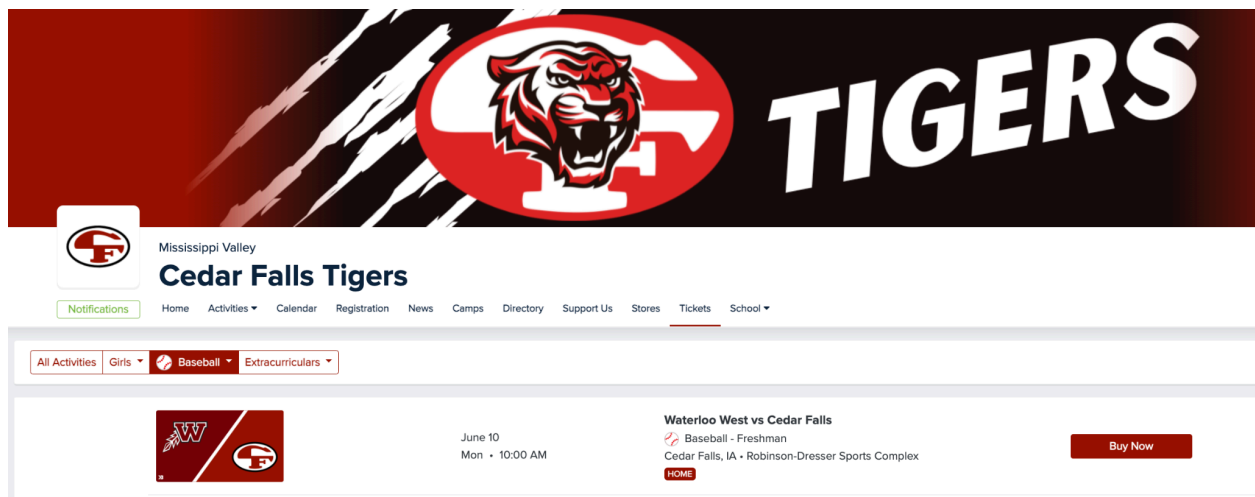 TIGERS
CF
Mississippi Valley
Cedar Falls Tigers
Notifications
Home Activities Calendar Registration News Camps Directory Support Us Stores Tickets School
All Activities Girls Baseball Extracurriculars
W
CF
June 10
Mon • 10:00 AM
Waterloo West vs Cedar Falls
Baseball - Freshman
Cedar Falls, IA • Robinson-Dresser Sports Complex
HOME
Buy Now